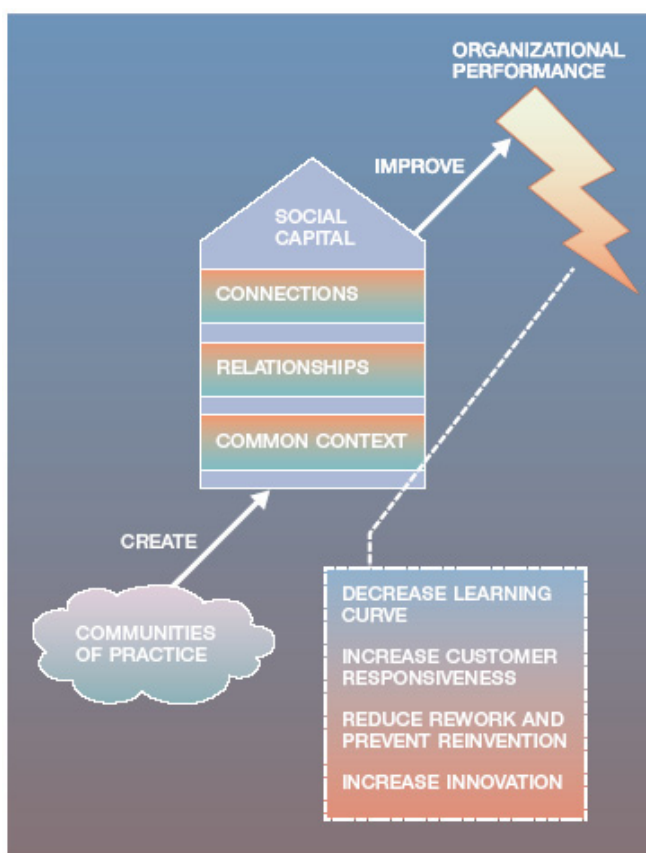 ORGANIZATIONAL
PERFORMANCE
IMPROVE
SOCIAL
CAPITAL
CONNECTIONS
RELATIONSHIPS
COMMON CONTEXT
CREATE
COMMUNITIES
OF PRACTICE
DECREASE LEARNING
CURVE
INCREASE CUSTOMER
RESPONSIVENESS
REDUCE REWORK AND
PREVENT REINVENTION
INCREASE INNOVATION